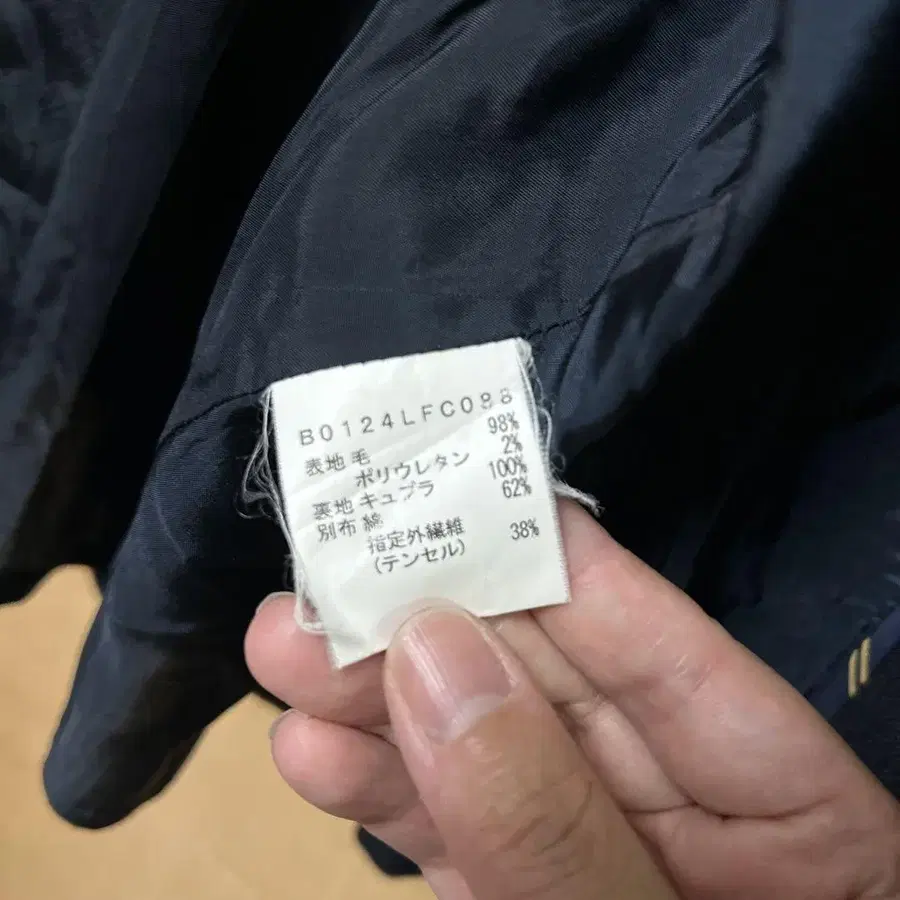 B0124LFC088
表地 毛 98%
ポリウレタン 2%
裏地 キュプラ 100%
別布 綿 62%
指定外繊維 38%
(テンセル)